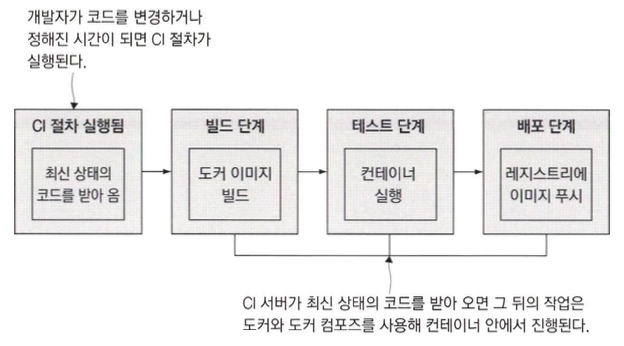 개발자가 코드를 변경하거나
정해진 시간이 되면 CI 절차가
실행된다.
CI 절차 실행됨
최신 상태의
코드를 받아 옴
빌드 단계
도커 이미지
빌드
테스트 단계
컨테이너
실행
배포 단계
레지스트리에
이미지 푸시
CI 서버가 최신 상태의 코드를 받아 오면 그 뒤의 작업은
도커와 도커 컴포즈를 사용해 컨테이너 안에서 진행된다.